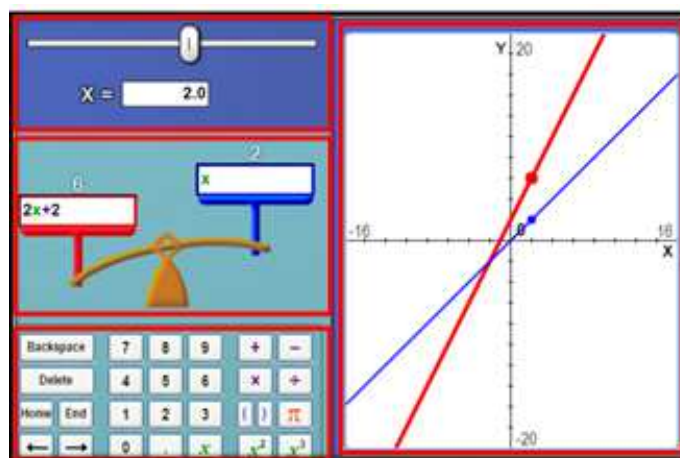 X = 2.0
6
2x+2
2
x
Backspace 7 8 9 + −
Delete 4 5 6 × ÷
Home End 1 2 3 ( ) π
← → 0 . x x² x³
Y 20
-16 0 16
X
-20